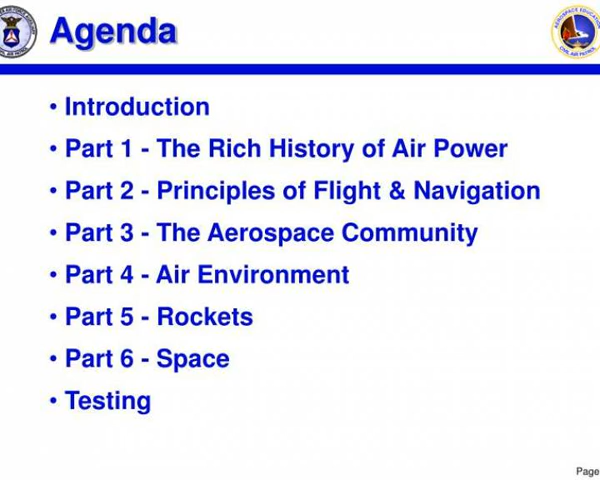 Agenda
• Introduction
• Part 1 - The Rich History of Air Power
• Part 2 - Principles of Flight & Navigation
• Part 3 - The Aerospace Community
• Part 4 - Air Environment
• Part 5 - Rockets
• Part 6 - Space
• Testing
Page